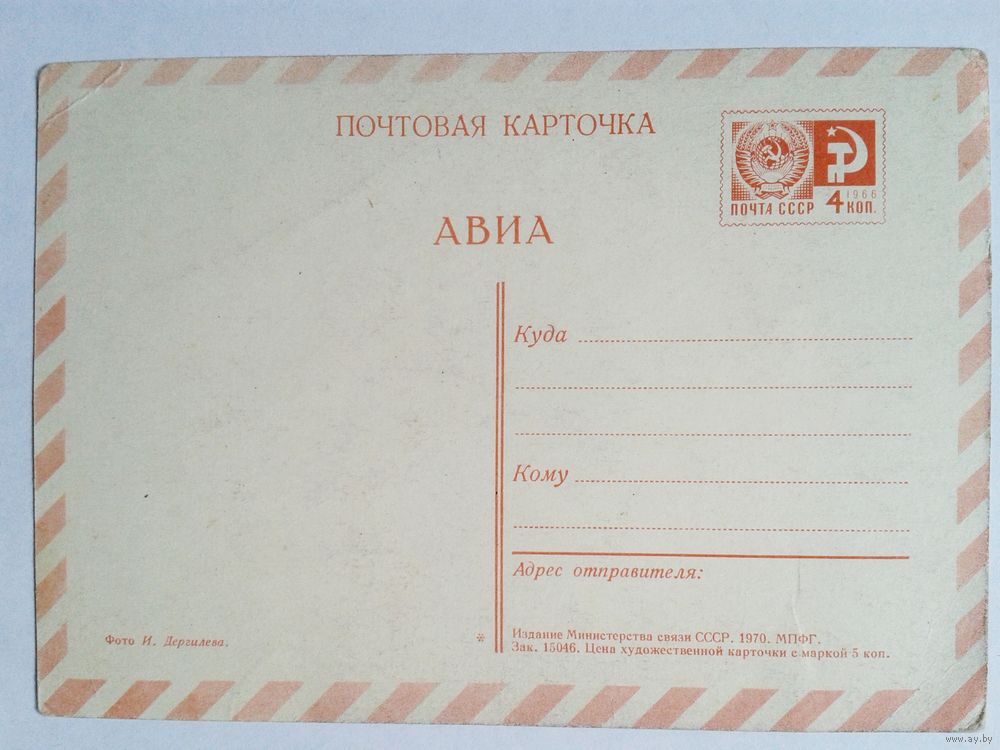 ПОЧТОВАЯ КАРТОЧКА
ПОЧТА СССР 4 1966 КОП.
АВИА
Куда
Кому
Адрес отправителя:
Фото И. Дергилева.
* Издание Министерства связи СССР. 1970. МПФГ.
Зак. 15046. Цена художественной карточки с маркой 5 коп.
www.ay.by